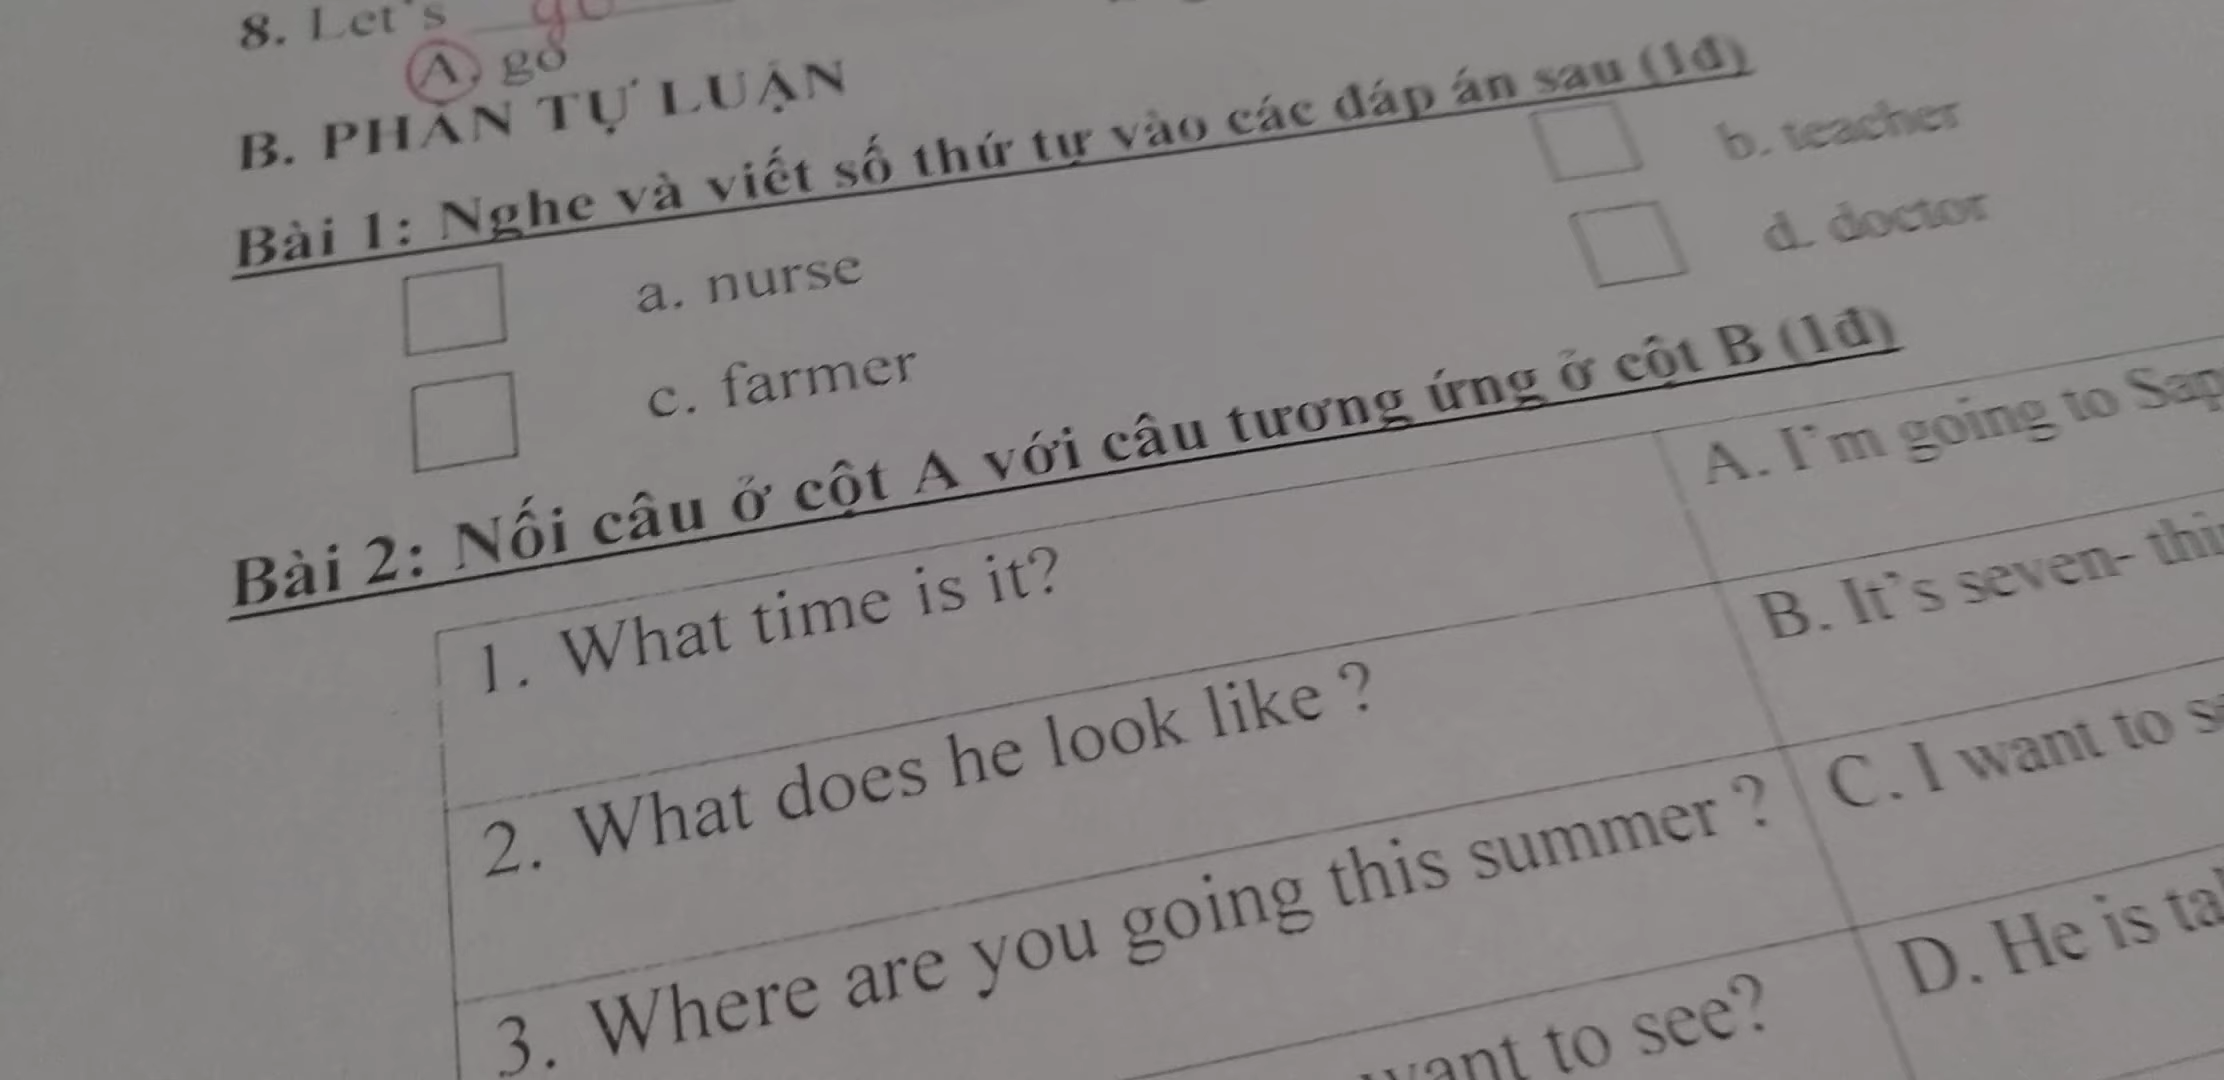 8. Let's go
A. go
B. PHẦN TỰ LUẬN
Bài 1: Nghe và viết số thứ tự vào các đáp án sau (1đ)
a. nurse b. teacher
c. farmer d. doctor
Bài 2: Nối câu ở cột A với câu tương ứng ở cột B (1đ)
1. What time is it? A. I'm going to
2. What does he look like ? B. It's seven-
3. Where are you going this summer ? C. I want to
to see? D. He is